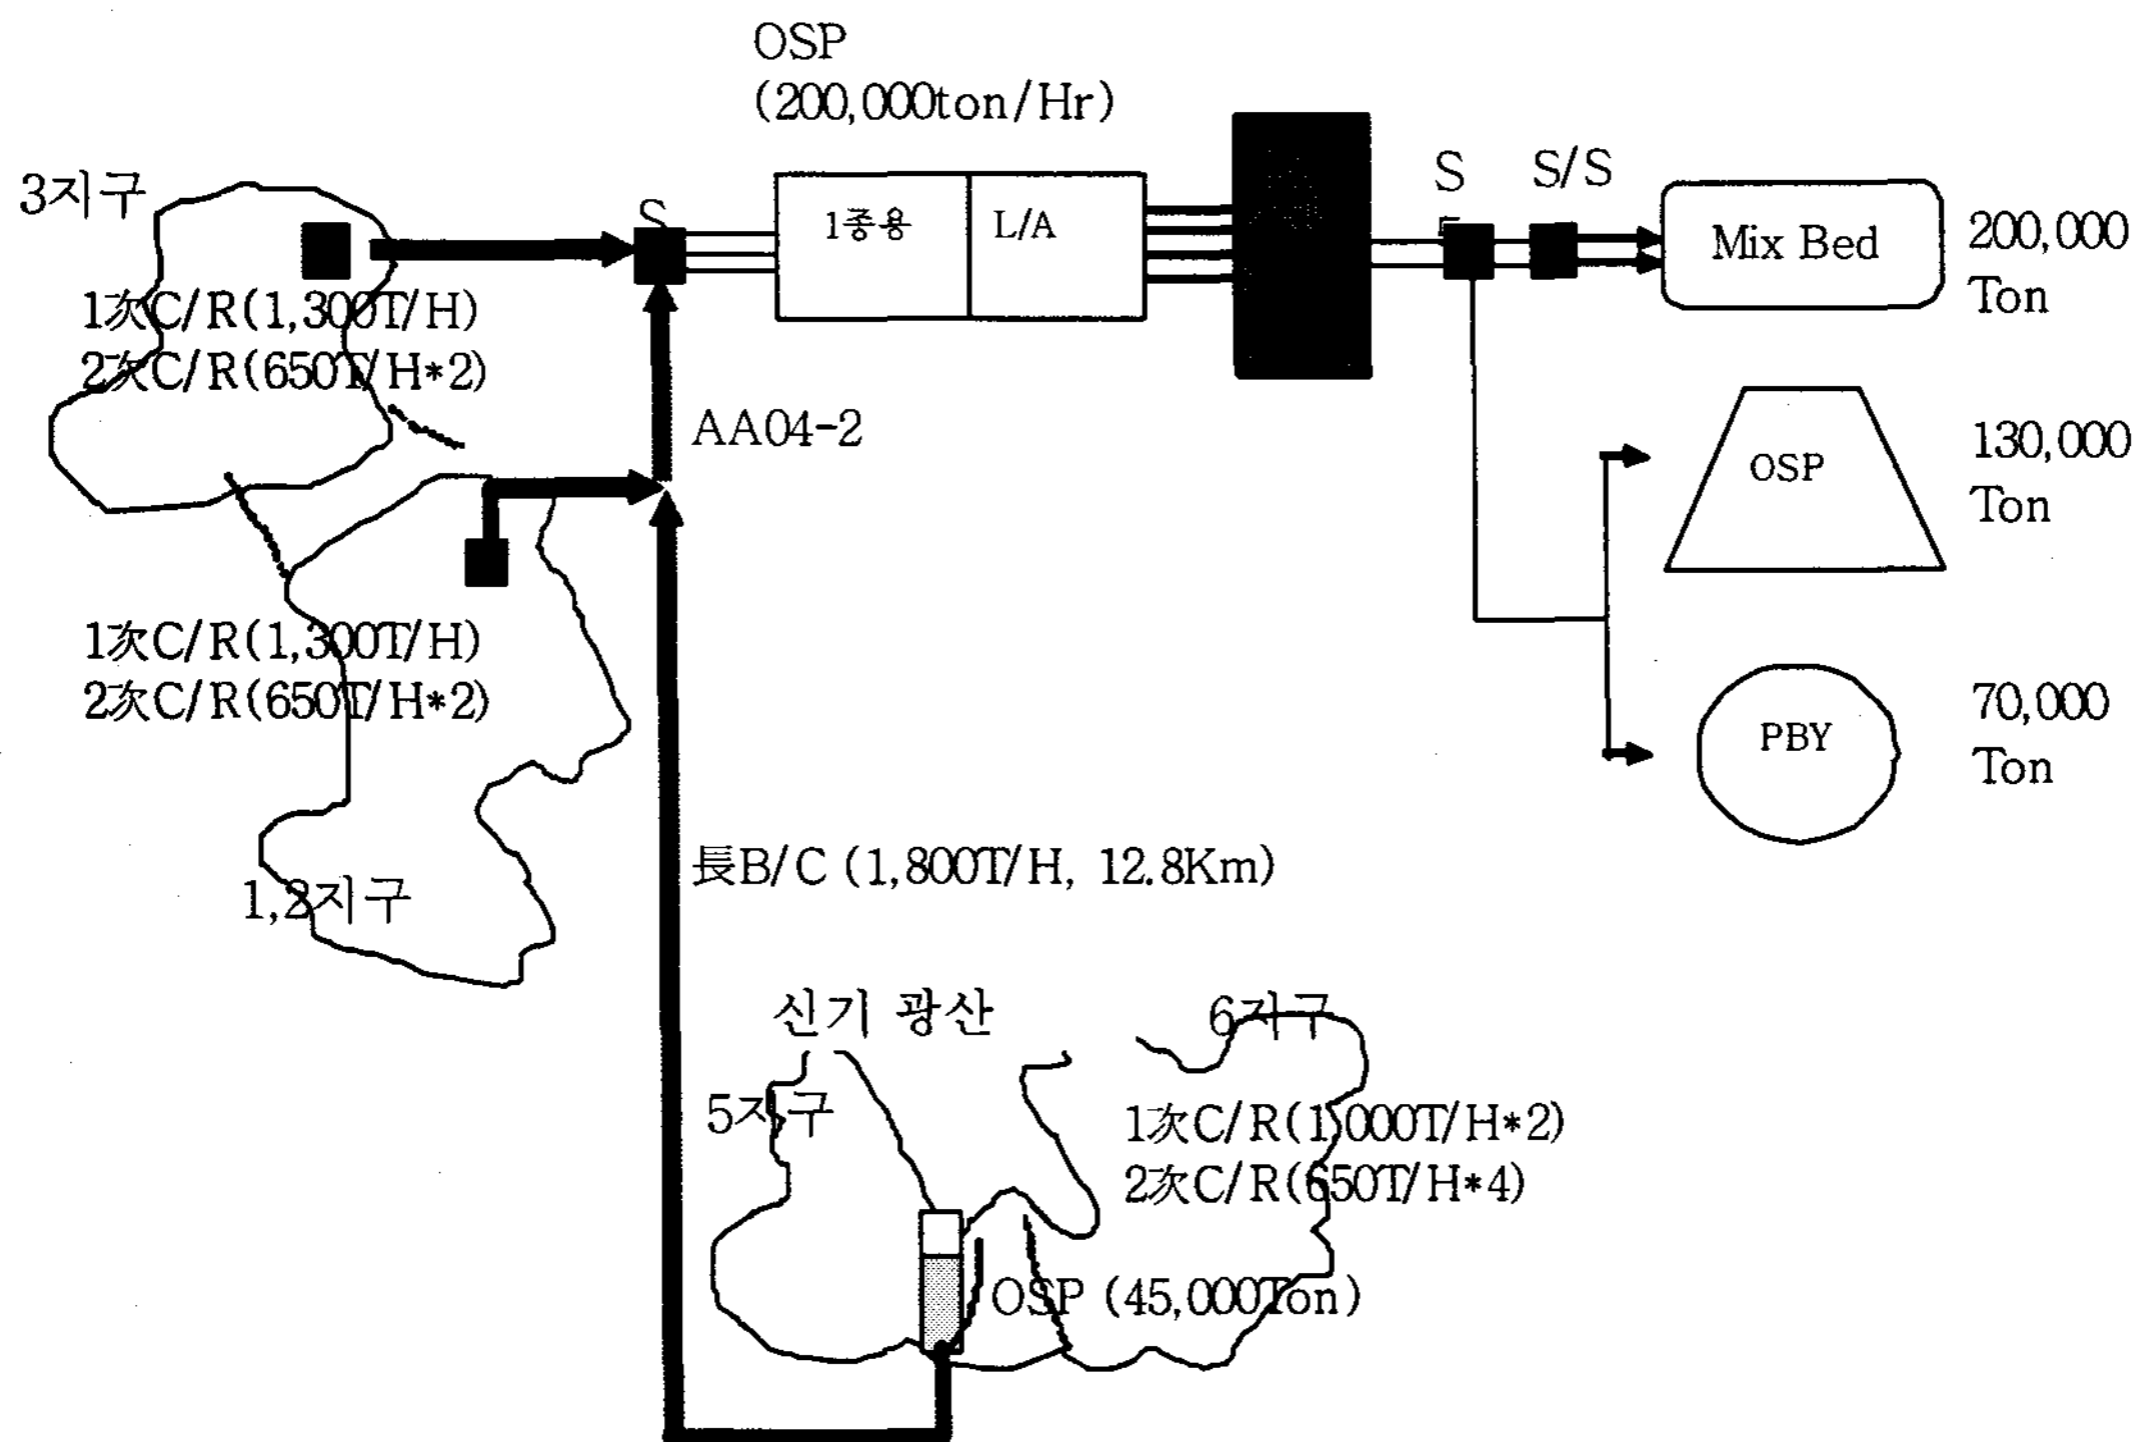 OSP
(200,000ton/Hr)
3지구
S
1종용
L/A
S
S/S
Mix Bed
200,000
Ton
1次C/R(1,300T/H)
2次C/R(650T/H*2)
AA04-2
OSP
130,000
Ton
1次C/R(1,300T/H)
2次C/R(650T/H*2)
PBY
70,000
Ton
長B/C (1,800T/H, 12.8Km)
1,2지구
신기 광산
6지구
5지구
1次C/R(1,000T/H*2)
2次C/R(650T/H*4)
OSP (45,000Ton)